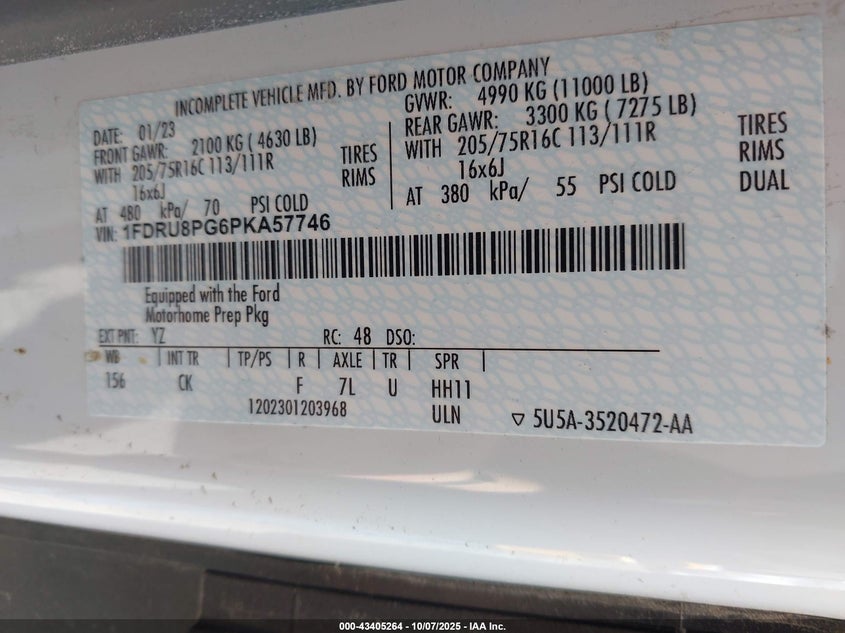 INCOMPLETE VEHICLE MFD. BY FORD MOTOR COMPANY
DATE: 01/23
GVWR: 4990 KG (11000 LB)
FRONT GAWR: 2100 KG ( 4630 LB)
REAR GAWR: 3300 KG ( 7275 LB)
WITH 205/75R16C 113/111R TIRES
WITH 205/75R16C 113/111R TIRES
16x6J RIMS
16x6J RIMS
AT 480 kPa/ 70 PSI COLD
AT 380 kPa/ 55 PSI COLD DUAL
VIN: 1FDRU8PG6PKA57746
Equipped with the Ford
Motorhome Prep Pkg
EXT PNT: YZ RC: 48 DSO:
WB | INT TR | TP/PS | R | AXLE | TR | SPR |
156 CK F 7L U HH11
1202301203968 ULN ▽ 5U5A-3520472-AA
000-43405264 - 10/07/2025 - IAA Inc.